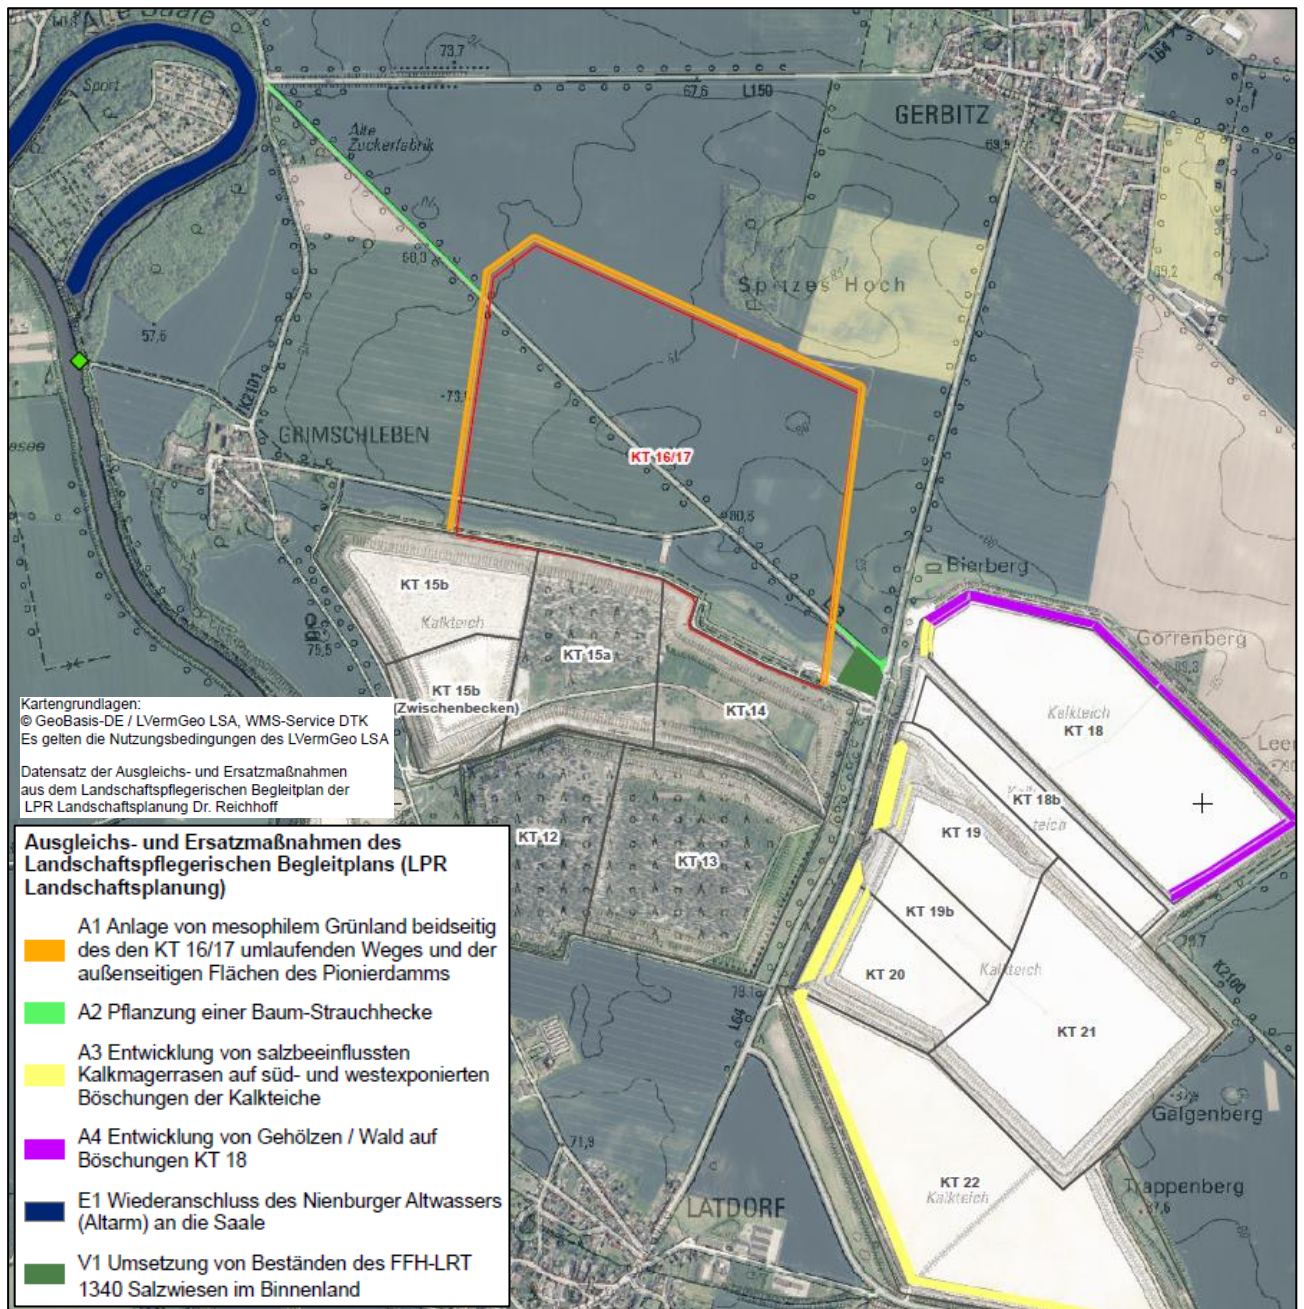 Alte Saale
73,7
Sport
Alte
Zuckerfabrik
67,6
L150
L64
GERBITZ
69,9
69,2
Spitzes Hoch
57,6
K2101
GRIMSCHLEBEN
KT 16/17
80,8
Bierberg
KT 15b
Kalkteich
KT 15a
75,5
KT 15b
(Zwischenbecken)
KT 14
Gorrenberg
89,3
Kalkteich
KT 18
Kartengrundlagen:
© GeoBasis-DE / LVermGeo LSA, WMS-Service DTK
Es gelten die Nutzungsbedingungen des LVermGeo LSA
Datensatz der Ausgleichs- und Ersatzmaßnahmen
aus dem Landschaftspflegerischen Begleitplan der
LPR Landschaftsplanung Dr. Reichhoff
KT 18b
teich
KT 19
KT 12
KT 13
KT 19b
Kalkteich
KT 20
79,7
K2100
78,1
L64
KT 21
Galgenberg
KT 22
Kalkteich
Trappenberg
71,9
LATDORF
Ausgleichs- und Ersatzmaßnahmen des
Landschaftspflegerischen Begleitplans (LPR
Landschaftsplanung)
A1 Anlage von mesophilem Grünland beidseitig
des den KT 16/17 umlaufenden Weges und der
außenseitigen Flächen des Pionierdamms
A2 Pflanzung einer Baum-Strauchhecke
A3 Entwicklung von salzbeeinflussten
Kalkmagerrasen auf süd- und westexponierten
Böschungen der Kalkteiche
A4 Entwicklung von Gehölzen / Wald auf
Böschungen KT 18
E1 Wiederanschluss des Nienburger Altwassers
(Altarm) an die Saale
V1 Umsetzung von Beständen des FFH-LRT
1340 Salzwiesen im Binnenland